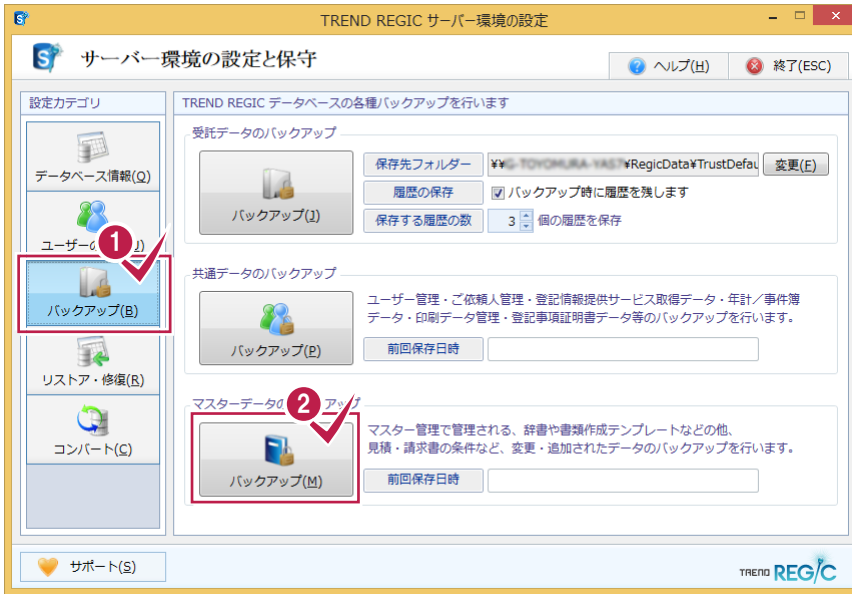 TREND REGIC サーバー環境の設定
サーバー環境の設定と保守
ヘルプ(H)
終了(ESC)
設定カテゴリ
データベース情報(Q)
ユーザーの
)
1
バックアップ(B)
リストア・修復(R)
コンバート(C)
TREND REGIC データベースの各種バックアップを行います
受託データのバックアップ
バックアップ(J)
保存先フォルダー
¥¥ ¥RegicData¥TrustDefau
変更(F)
履歴の保存
バックアップ時に履歴を残します
保存する履歴の数
3 個の履歴を保存
共通データのバックアップ
バックアップ(P)
ユーザー管理・ご依頼人管理・登記情報提供サービス取得データ・年計／事件簿
データ・印刷データ管理・登記事項証明書データ等のバックアップを行います。
前回保存日時
マスターデータの
アップ
2
バックアップ(M)
マスター管理で管理される、辞書や書類作成テンプレートなどの他、
見積・請求書の条件など、変更・追加されたデータのバックアップを行います。
前回保存日時
サポート(S)
TREND REGIC